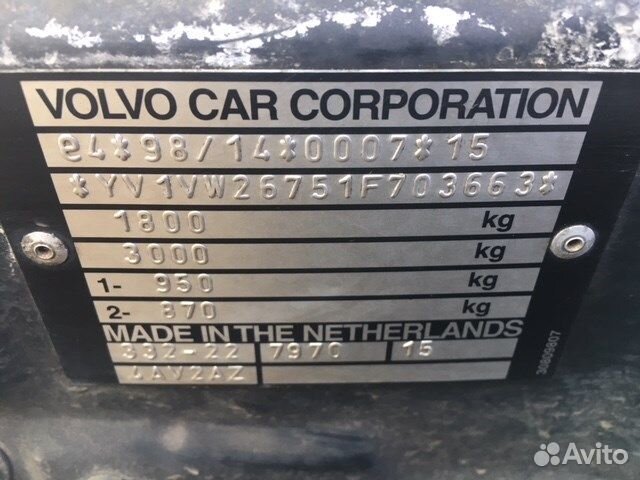 VOLVO CAR CORPORATION
e4*98/14*0007*15
*YV1VW26751F703663*
1800 kg
3000 kg
1- 950 kg
2- 870 kg
MADE IN THE NETHERLANDS
332-22 7970 15
4AV2AZ
30809807
Avito